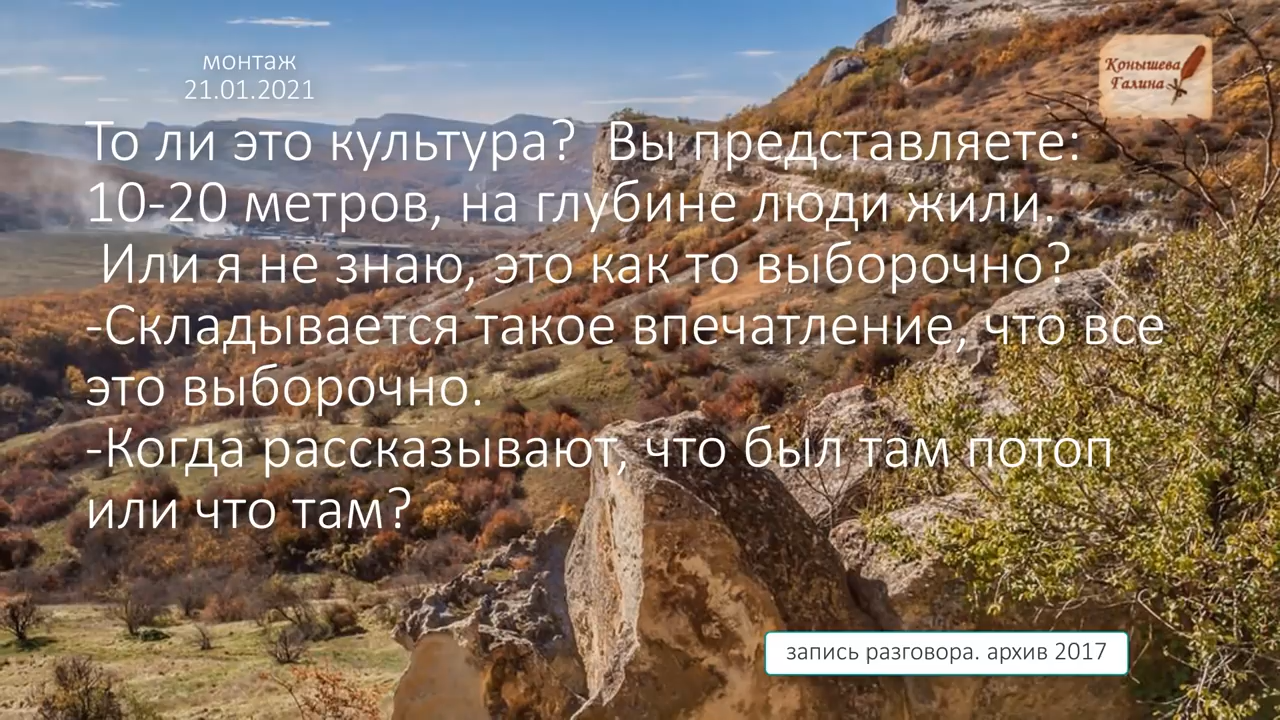 монтаж
21.01.2021
Конышева
Галина
То ли это культура?  Вы представляете:
10-20 метров, на глубине люди жили.
Или я не знаю, это как то выборочно?
-Складывается такое впечатление, что все
это выборочно.
-Когда рассказывают, что был там потоп
или что там?
запись разговора. архив 2017